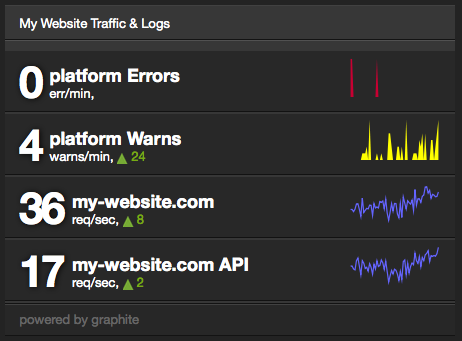 My Website Traffic & Logs
0 platform Errors
err/min,
4 platform Warns
warns/min, ▲ 24
36 my-website.com
req/sec, ▲ 8
17 my-website.com API
req/sec, ▲ 2
powered by graphite